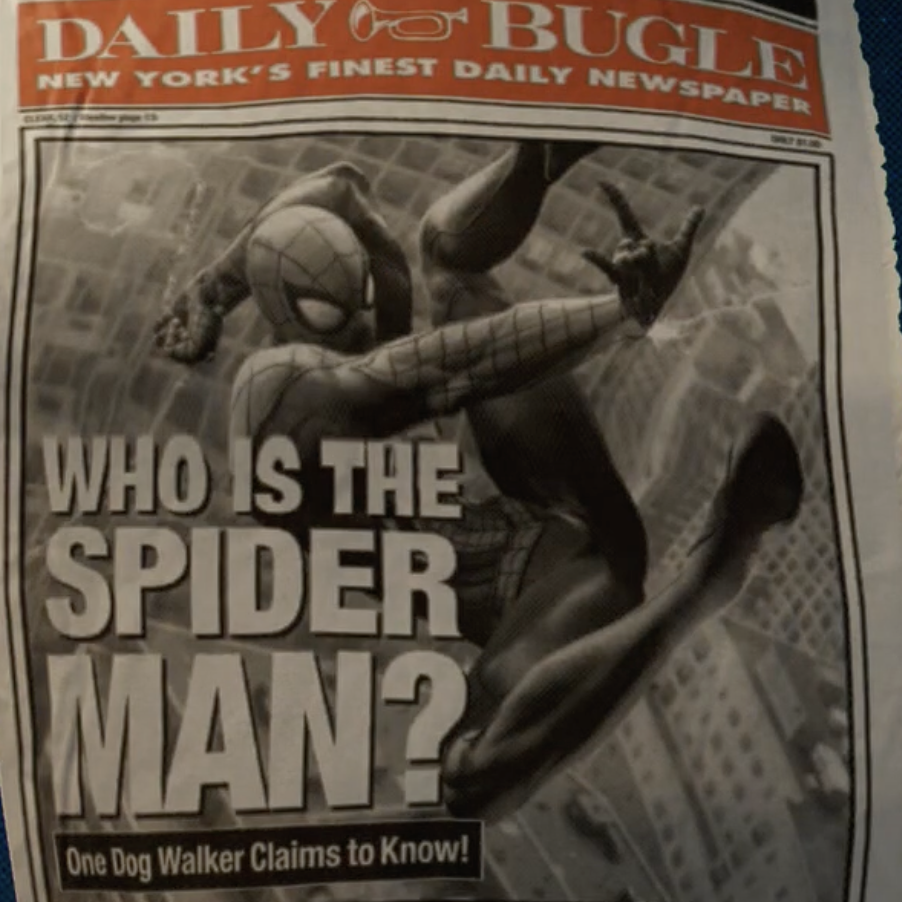 DAILY BUGLE
NEW YORK'S FINEST DAILY NEWSPAPER
WHO IS THE
SPIDER
MAN?
One Dog Walker Claims to Know!